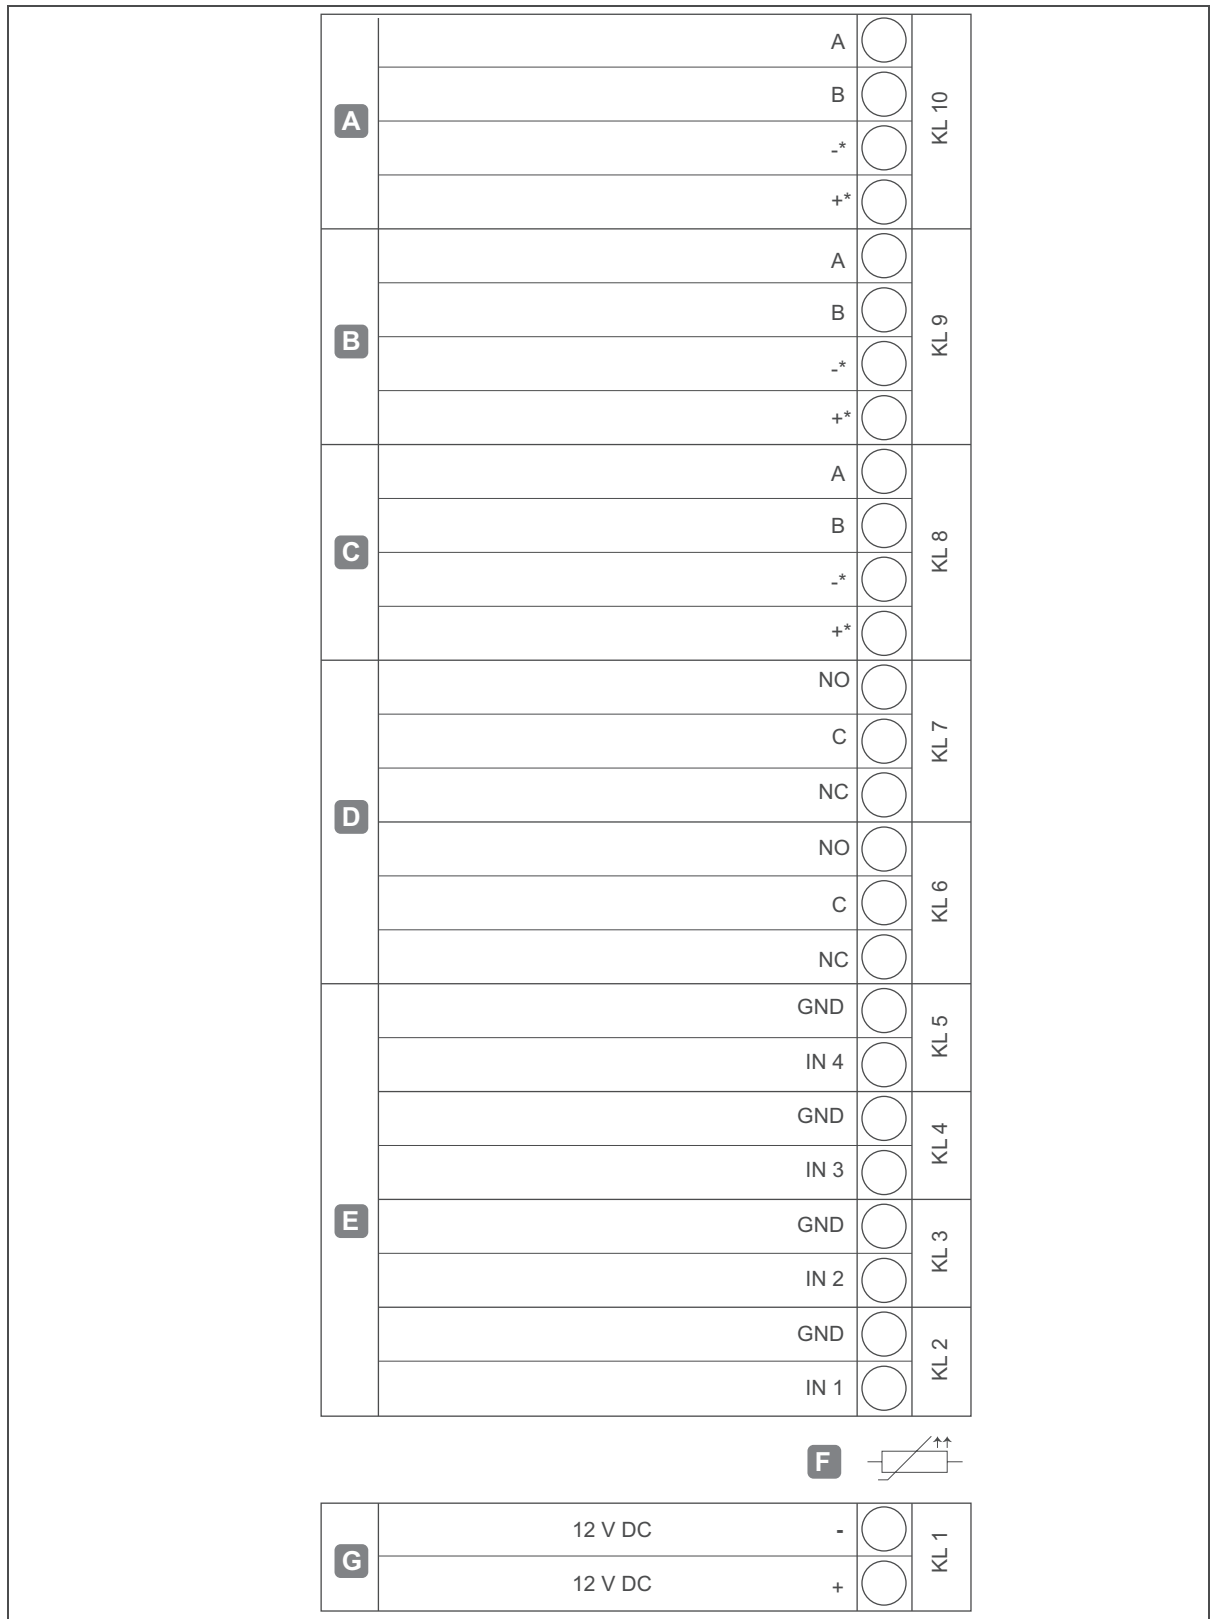 A
KL 10
B
A
-*
+*
A
B
KL 9
B
-*
+*
A
B
KL 8
C
-*
+*
NO
C
KL 7
NC
D
NO
C
KL 6
NC
GND
KL 5
IN 4
GND
KL 4
IN 3
E
GND
KL 3
IN 2
GND
KL 2
IN 1
F
12 V DC -
KL 1
G
12 V DC +